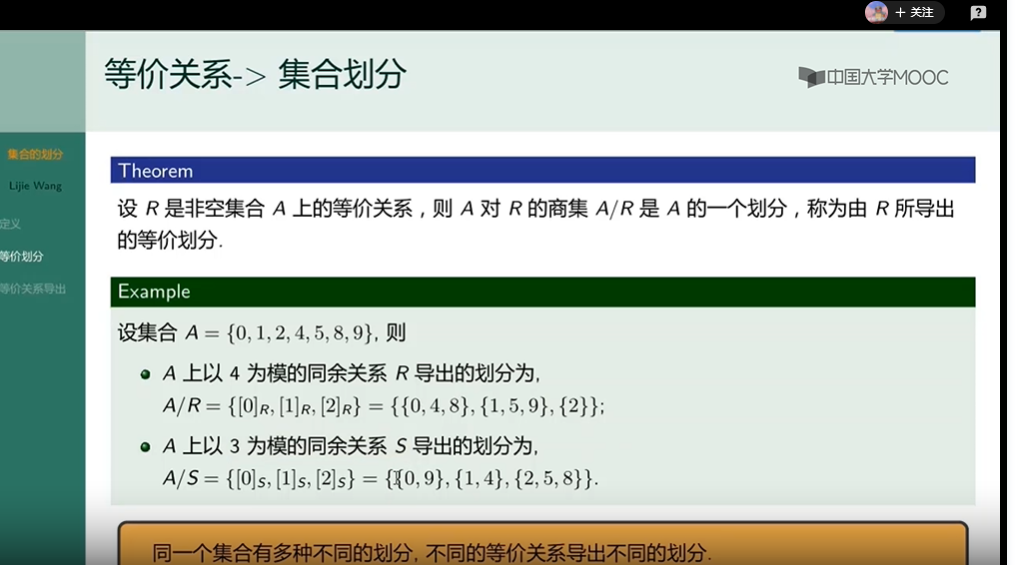 + 关注
等价关系-> 集合划分
中国大学MOOC
集合的划分
Lijie Wang
定义
等价划分
等价关系导出
Theorem
设 R 是非空集合 A 上的等价关系，则 A 对 R 的商集 A/R 是 A 的一个划分，称为由 R 所导出
的等价划分.
Example
设集合 A = {0, 1, 2, 4, 5, 8, 9}, 则
A 上以 4 为模的同余关系 R 导出的划分为,
A/R = {[0]R, [1]R, [2]R} = {{0, 4, 8}, {1, 5, 9}, {2}};
A 上以 3 为模的同余关系 S 导出的划分为,
A/S = {[0]S, [1]S, [2]S} = {{0, 9}, {1, 4}, {2, 5, 8}}.
同一个集合有多种不同的划分, 不同的等价关系导出不同的划分.